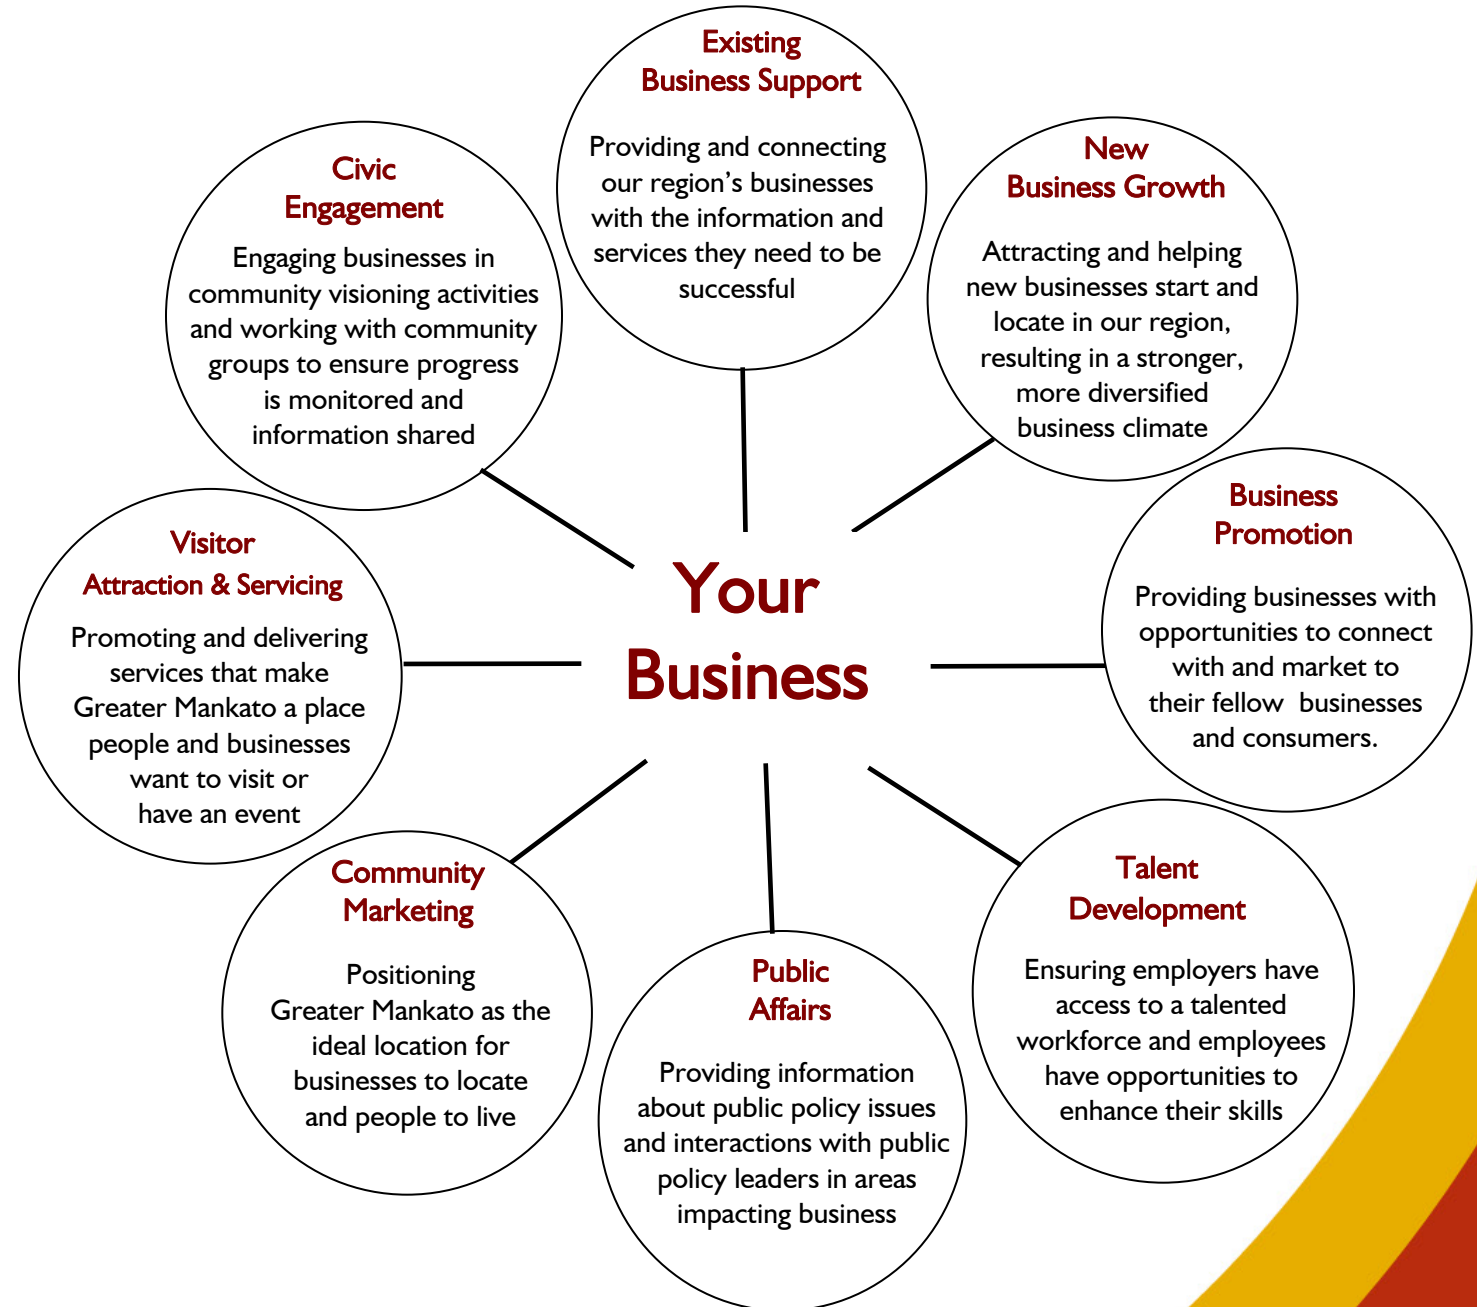 Existing
Business Support
Providing and connecting
our region’s businesses
with the information and
services they need to be
successful
New
Business Growth
Attracting and helping
new businesses start and
locate in our region,
resulting in a stronger,
more diversified
business climate
Business
Promotion
Providing businesses with
opportunities to connect
with and market to
their fellow  businesses
and consumers.
Talent
Development
Ensuring employers have
access to a talented
workforce and employees
have opportunities to
enhance their skills
Public
Affairs
Providing information
about public policy issues
and interactions with public
policy leaders in areas
impacting business
Community
Marketing
Positioning
Greater Mankato as the
ideal location for
businesses to locate
and people to live
Visitor
Attraction & Servicing
Promoting and delivering
services that make
Greater Mankato a place
people and businesses
want to visit or
have an event
Civic
Engagement
Engaging businesses in
community visioning activities
and working with community
groups to ensure progress
is monitored and
information shared
Your
Business